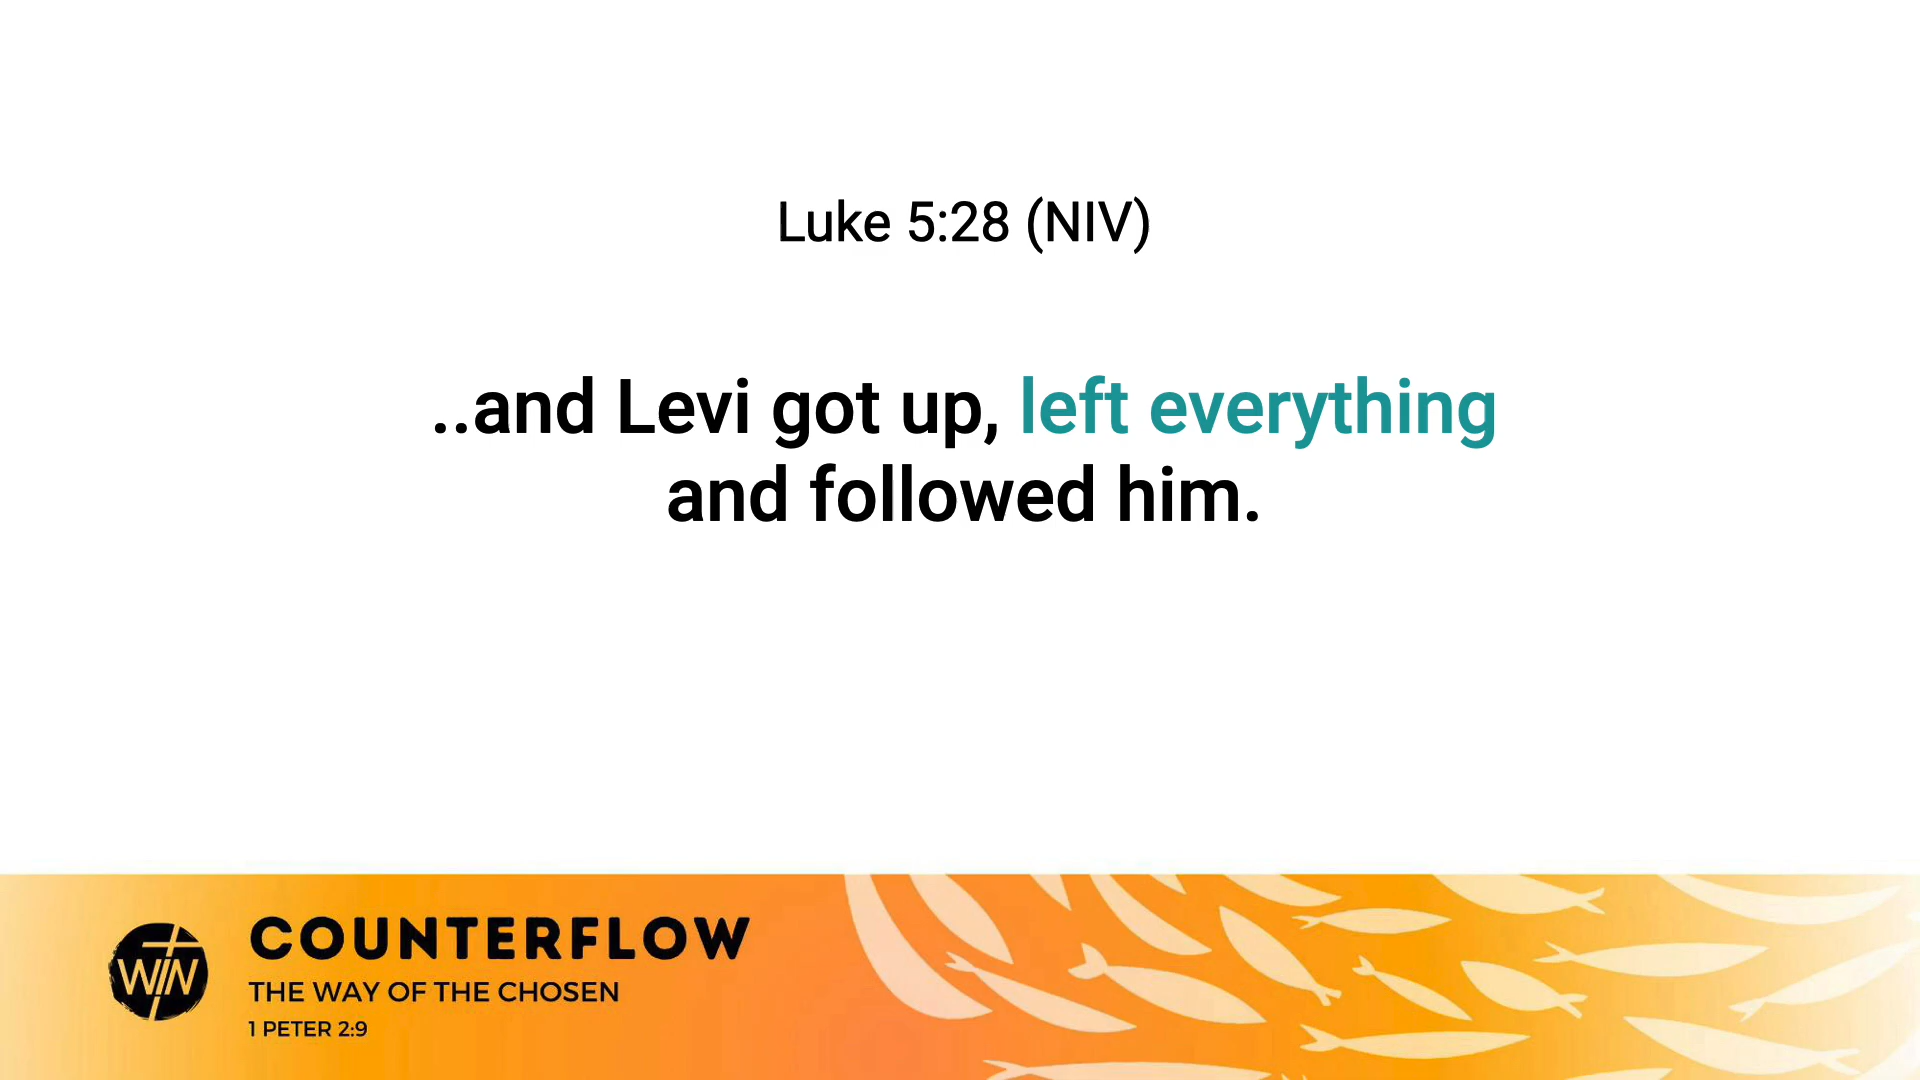 Luke 5:28 (NIV)
..and Levi got up, left everything
and followed him.
WIN
COUNTERFLOW
THE WAY OF THE CHOSEN
1 PETER 2:9